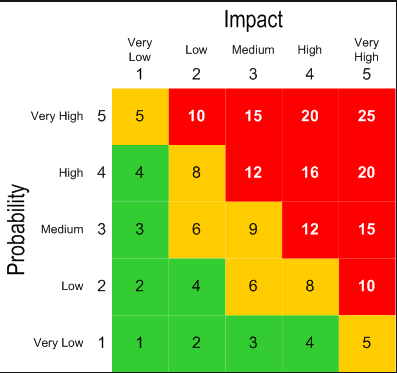 Impact
Very Low Low Medium High Very High
1 2 3 4 5
Probability
Very High 5 5 10 15 20 25
High 4 4 8 12 16 20
Medium 3 3 6 9 12 15
Low 2 2 4 6 8 10
Very Low 1 1 2 3 4 5